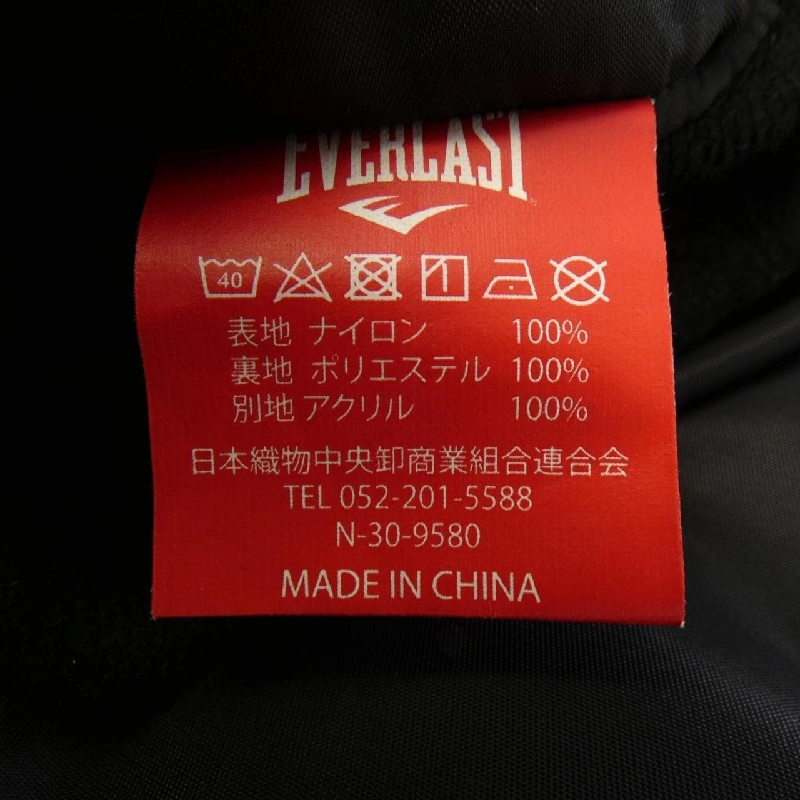 EVERLAST
40
表地 ナイロン 100%
裏地 ポリエステル 100%
別地 アクリル 100%
日本織物中央卸商業組合連合会
TEL 052-201-5588
N-30-9580
MADE IN CHINA